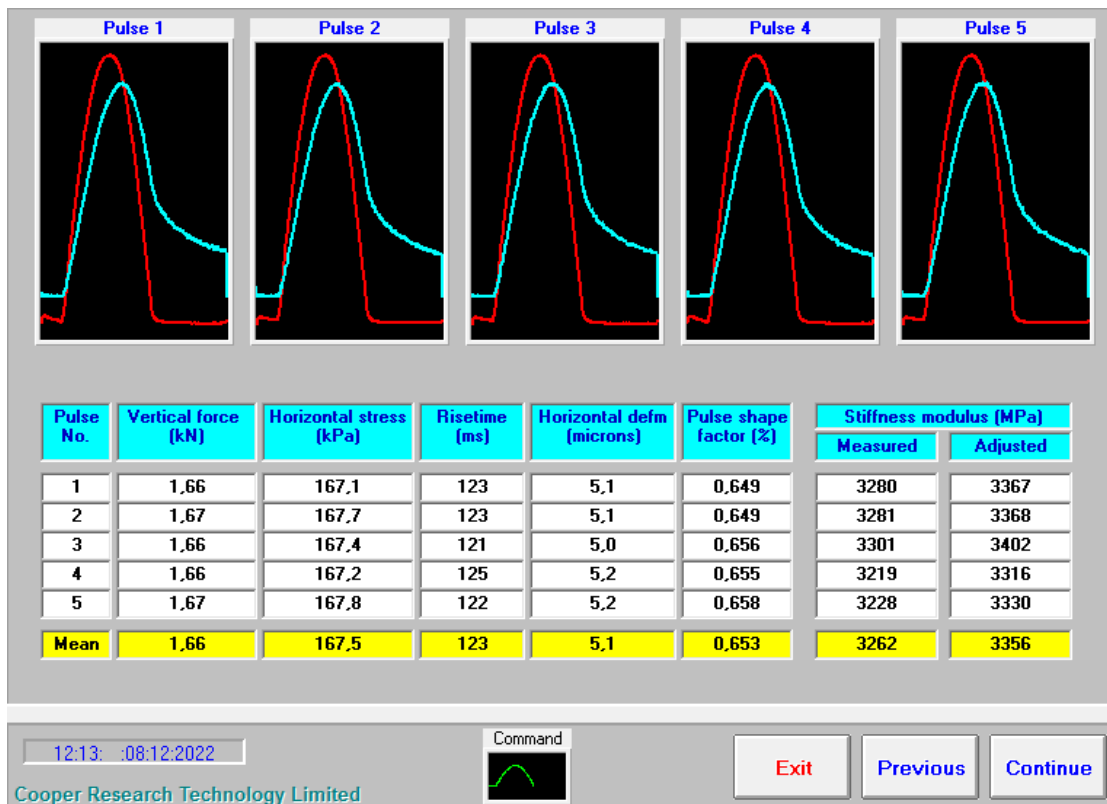 Pulse 1 Pulse 2 Pulse 3 Pulse 4 Pulse 5
Pulse No. Vertical force (kN) Horizontal stress (kPa) Risetime (ms) Horizontal defm (microns) Pulse shape factor (%) Stiffness modulus (MPa)
Measured Adjusted
1 1,66 167,1 123 5,1 0,649 3280 3367
2 1,67 167,7 123 5,1 0,649 3281 3368
3 1,66 167,4 121 5,0 0,656 3301 3402
4 1,66 167,2 125 5,2 0,655 3219 3316
5 1,67 167,8 122 5,2 0,658 3228 3330
Mean 1,66 167,5 123 5,1 0,653 3262 3356
12:13: :08:12:2022
Command
Exit Previous Continue
Cooper Research Technology Limited